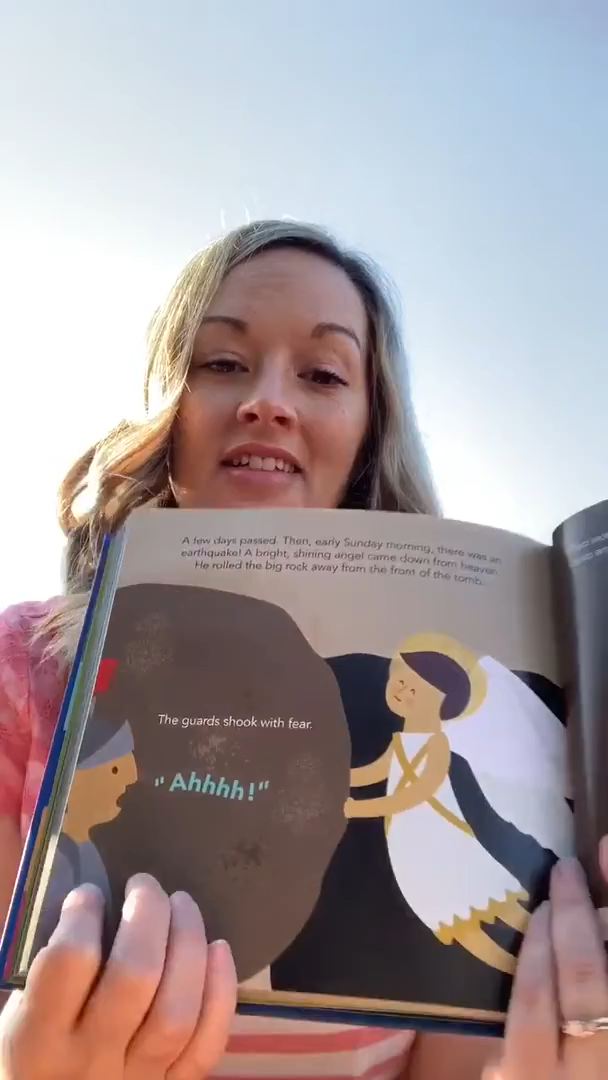 A few days passed. Then, early Sunday morning, there was an
earthquake! A bright, shining angel came down from heaven.
He rolled the big rock away from the front of the tomb.
The guards shook with fear.
"Ahhhh!"